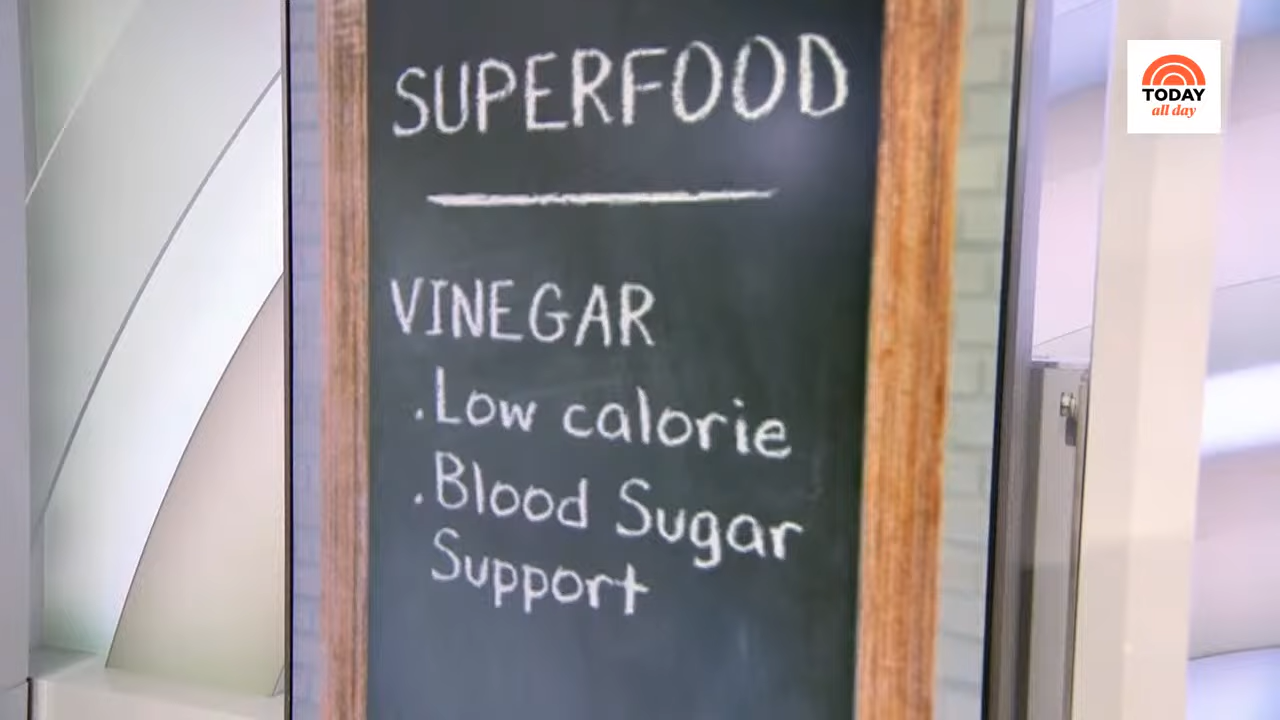 SUPERFOOD
VINEGAR
.Low calorie
.Blood Sugar
Support
TODAY
all day